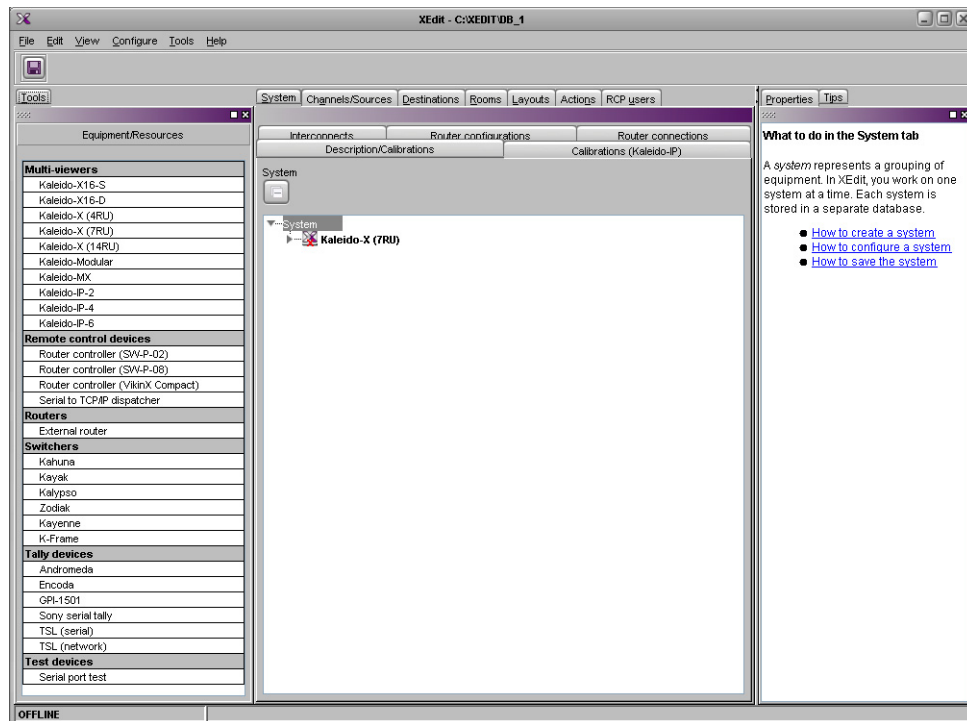 XEdit - C:\XEDIT\DB_1
File Edit View Configure Tools Help
Tools
Equipment/Resources
Multi-viewers
Kaleido-X16-S
Kaleido-X16-D
Kaleido-X (4RU)
Kaleido-X (7RU)
Kaleido-X (14RU)
Kaleido-Modular
Kaleido-MX
Kaleido-IP-2
Kaleido-IP-4
Kaleido-IP-6
Remote control devices
Router controller (SW-P-02)
Router controller (SW-P-08)
Router controller (VikinX Compact)
Serial to TCP/IP dispatcher
Routers
External router
Switchers
Kahuna
Kayak
Kalypso
Zodiak
Kayenne
K-Frame
Tally devices
Andromeda
Encoda
GPI-1501
Sony serial tally
TSL (serial)
TSL (network)
Test devices
Serial port test
System Channels/Sources Destinations Rooms Layouts Actions RCP users
Interconnects Router configurations Router connections
Description/Calibrations Calibrations (Kaleido-IP)
System
System
Kaleido-X (7RU)
Properties Tips
What to do in the System tab
A system represents a grouping of
equipment. In XEdit, you work on one
system at a time. Each system is
stored in a separate database.
How to create a system
How to configure a system
How to save the system
OFFLINE